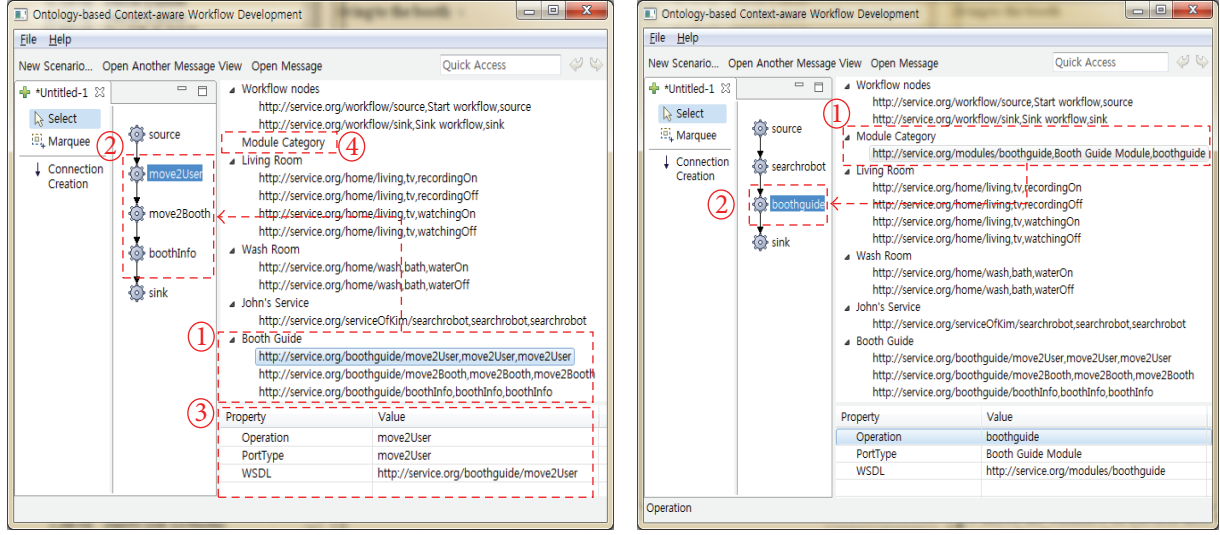 Ontology-based Context-aware Workflow Development
File Help
New Scenario... Open Another Message View Open Message
Quick Access
*Untitled-1
Select
Marquee
Connection
Creation
source
②
move2User
move2Booth
boothInfo
sink
Workflow nodes
http://service.org/workflow/source,Start workflow,source
http://service.org/workflow/sink,Sink workflow,sink
Module Category
④
Living Room
http://service.org/home/living,tv,recordingOn
http://service.org/home/living,tv,recordingOff
http://service.org/home/living,tv,watchingOn
http://service.org/home/living,tv,watchingOff
Wash Room
http://service.org/home/wash,bath,waterOn
http://service.org/home/wash,bath,waterOff
John's Service
http://service.org/serviceOfKim/searchrobot,searchrobot,searchrobot
①
Booth Guide
http://service.org/boothguide/move2User,move2User,move2User
http://service.org/boothguide/move2Booth,move2Booth,move2Booth
http://service.org/boothguide/boothInfo,boothInfo,boothInfo
③
Property Value
Operation move2User
PortType move2User
WSDL http://service.org/boothguide/move2User
Ontology-based Context-aware Workflow Development
File Help
New Scenario... Open Another Message View Open Message
Quick Access
*Untitled-1
Select
Marquee
Connection
Creation
source
searchrobot
②
boothguide
sink
Workflow nodes
http://service.org/workflow/source,Start workflow,source
http://service.org/workflow/sink,Sink workflow,sink
①
Module Category
http://service.org/modules/boothguide,Booth Guide Module,boothguide
Living Room
http://service.org/home/living,tv,recordingOn
http://service.org/home/living,tv,recordingOff
http://service.org/home/living,tv,watchingOn
http://service.org/home/living,tv,watchingOff
Wash Room
http://service.org/home/wash,bath,waterOn
http://service.org/home/wash,bath,waterOff
John's Service
http://service.org/serviceOfKim/searchrobot,searchrobot,searchrobot
Booth Guide
http://service.org/boothguide/move2User,move2User,move2User
http://service.org/boothguide/move2Booth,move2Booth,move2Booth
http://service.org/boothguide/boothInfo,boothInfo,boothInfo
Property Value
Operation boothguide
PortType Booth Guide Module
WSDL http://service.org/modules/boothguide
Operation